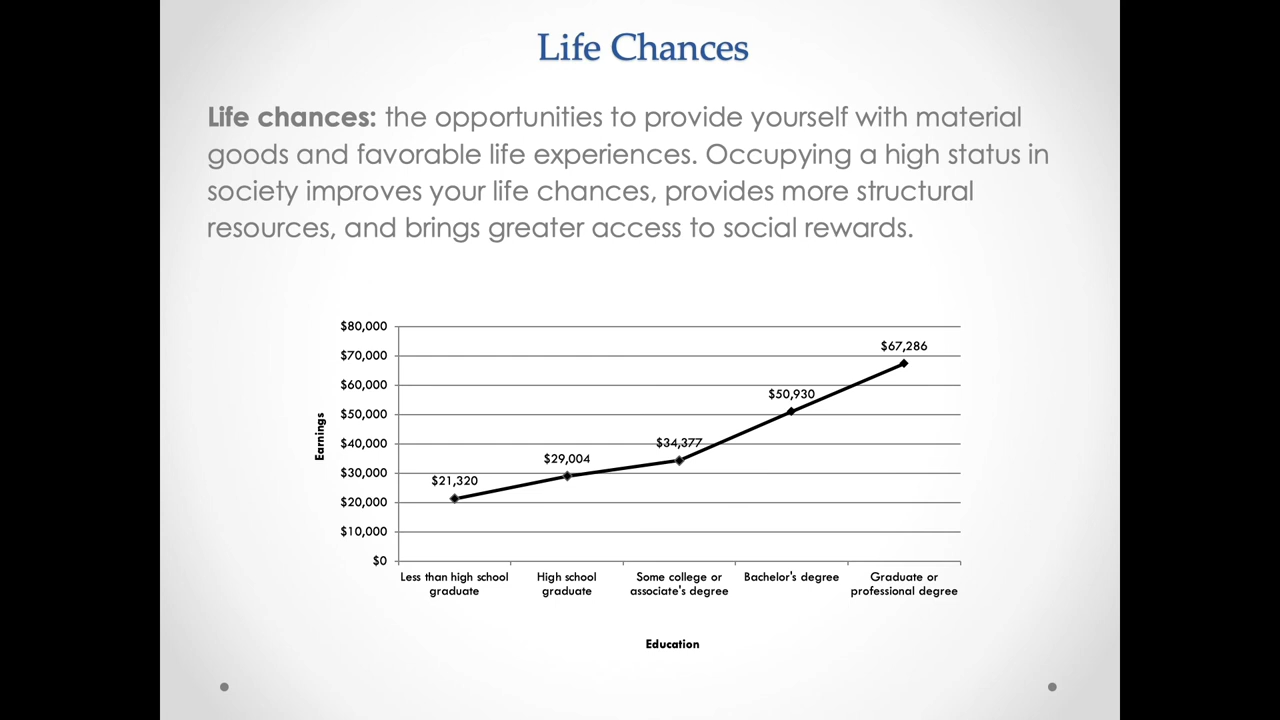 Life Chances
Life chances: the opportunities to provide yourself with material
goods and favorable life experiences. Occupying a high status in
society improves your life chances, provides more structural
resources, and brings greater access to social rewards.
$80,000
$70,000
$60,000
$50,000
$40,000
$30,000
$20,000
$10,000
$0
Earnings
$21,320
$29,004
$34,377
$50,930
$67,286
Less than high school
graduate
High school
graduate
Some college or
associate's degree
Bachelor's degree
Graduate or
professional degree
Education